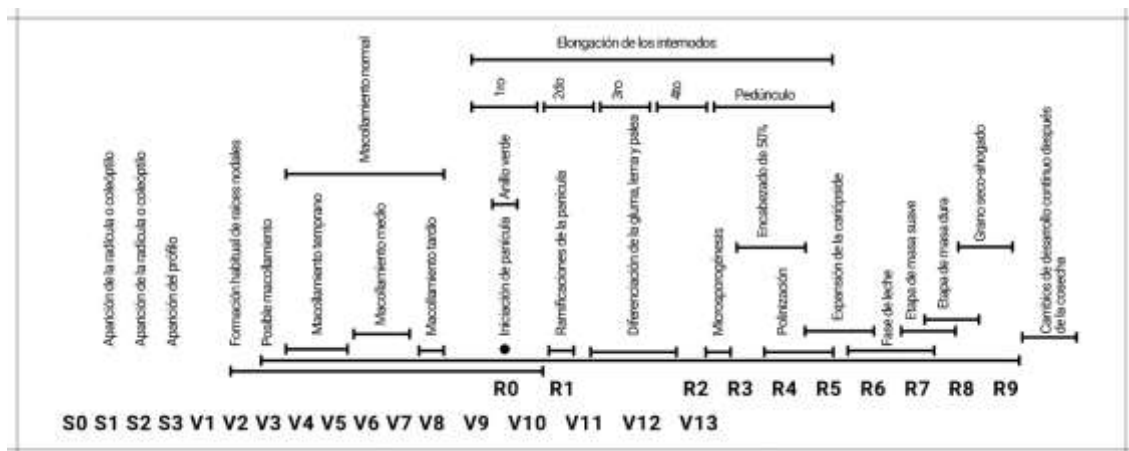 Elongación de los internodos
1ro
2do
3ro
4to
Pedúnculo
Macollamiento normal
Anillo verde
Encabezado de 50%
Grano seco-ahogado
Aparición de la radícula o coleóptilo
Aparición de la radícula o coleóptilo
Aparición del prófilo
Formación habitual de raíces nodales
Posible macollamiento
Macollamiento temprano
Macollamiento medio
Macollamiento tardío
Iniciación de panícula
Ramificaciones de la panícula
Diferenciación de la gluma, lema y palea
Microsporogénesis
Polinización
Expansión de la cariópside
Fase de leche
Etapa de masa suave
Etapa de masa dura
Cambios de desarrollo continuo después
de la cosecha
R0 R1 R2 R3 R4 R5 R6 R7 R8 R9
S0 S1 S2 S3 V1 V2 V3 V4 V5 V6 V7 V8 V9 V10 V11 V12 V13